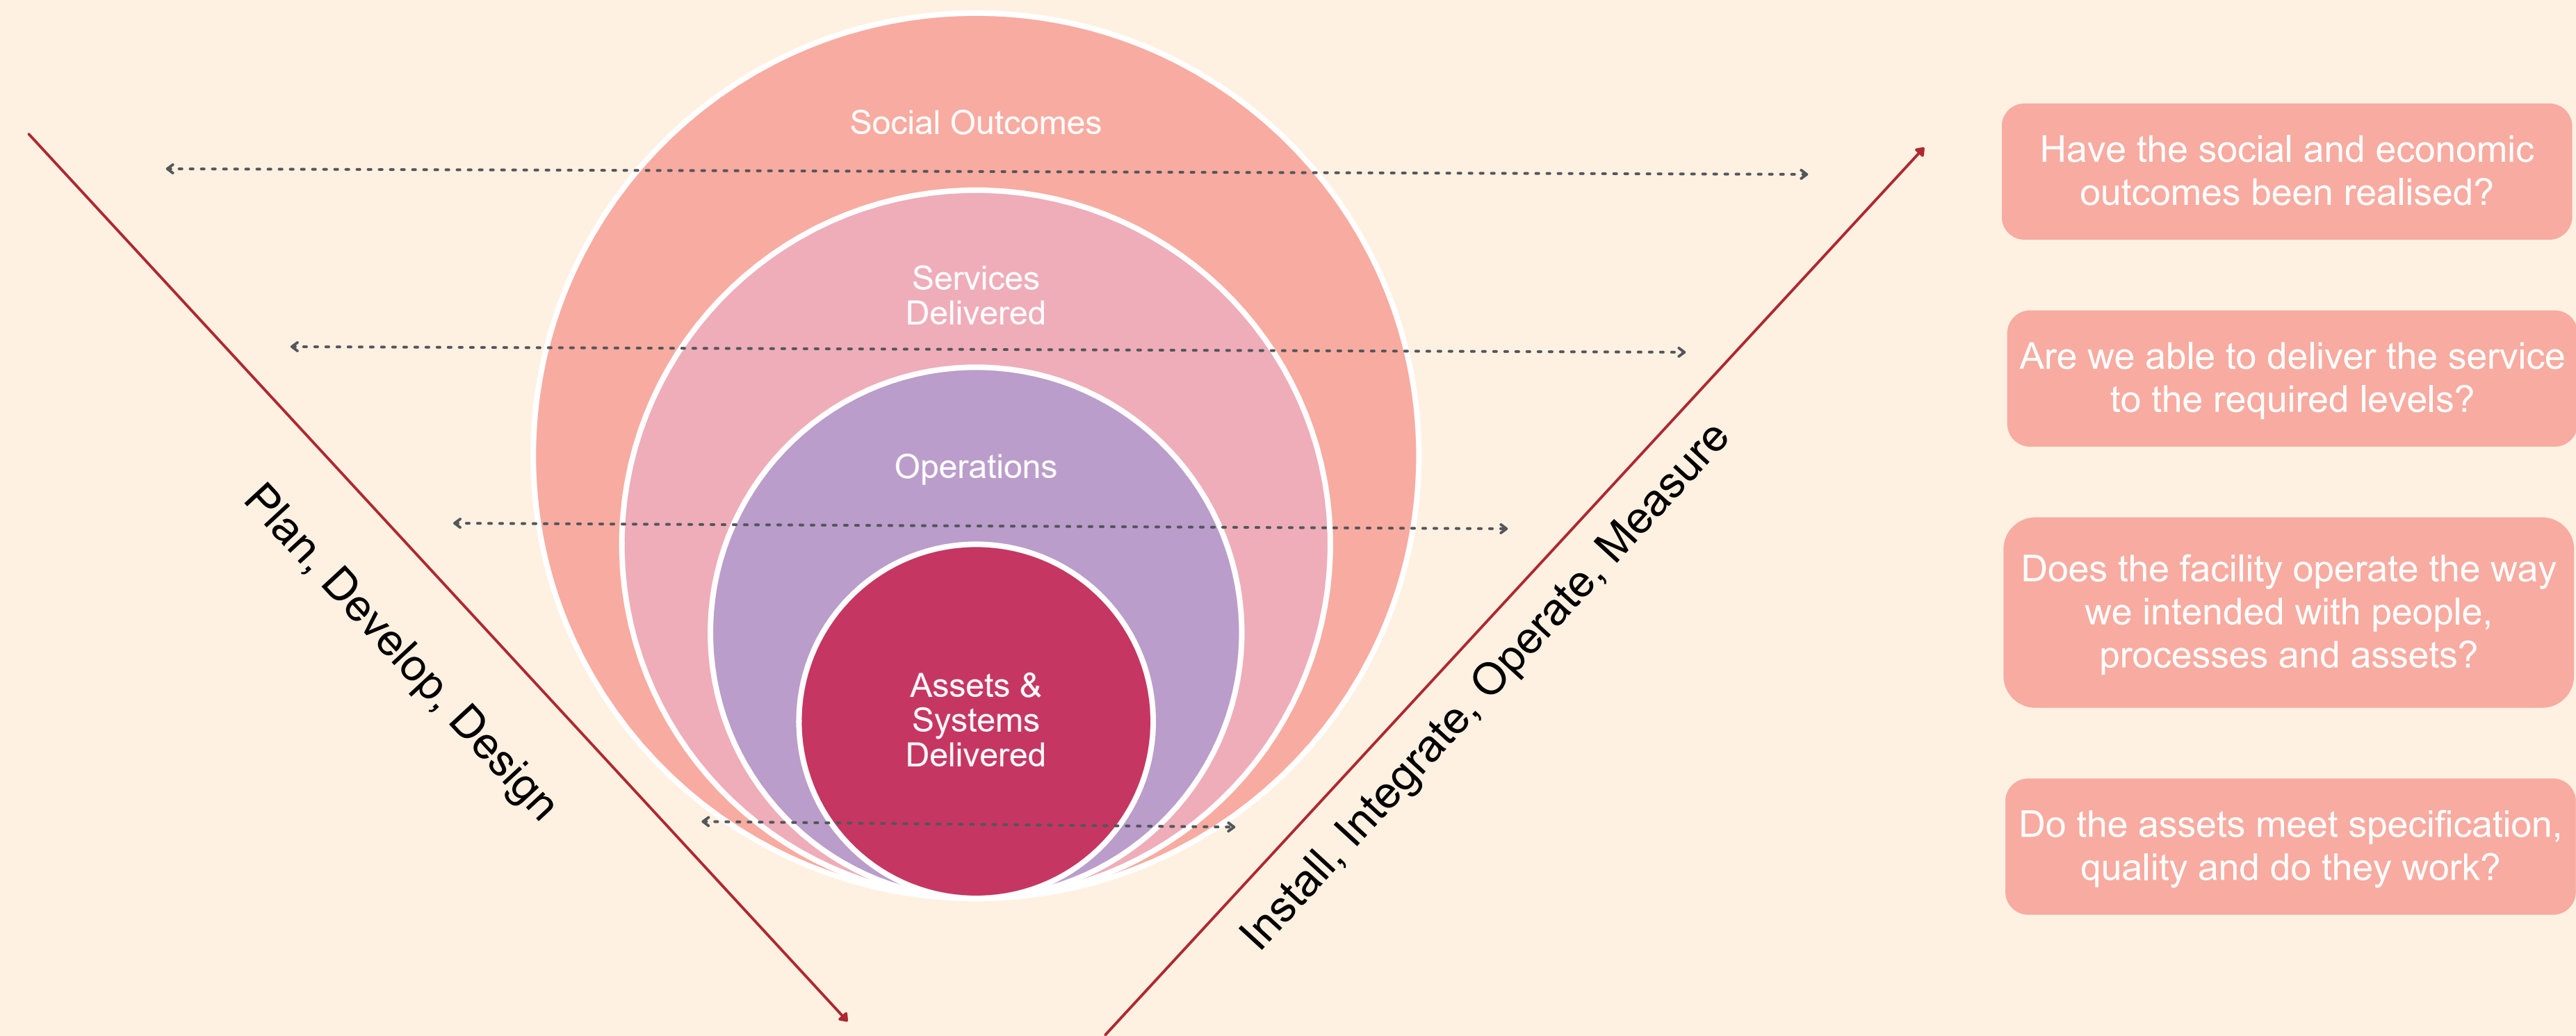 Social Outcomes
Services
Delivered
Operations
Assets &
Systems
Delivered
Plan, Develop, Design
Install, Integrate, Operate, Measure
Have the social and economic
outcomes been realised?
Are we able to deliver the service
to the required levels?
Does the facility operate the way
we intended with people,
processes and assets?
Do the assets meet specification,
quality and do they work?